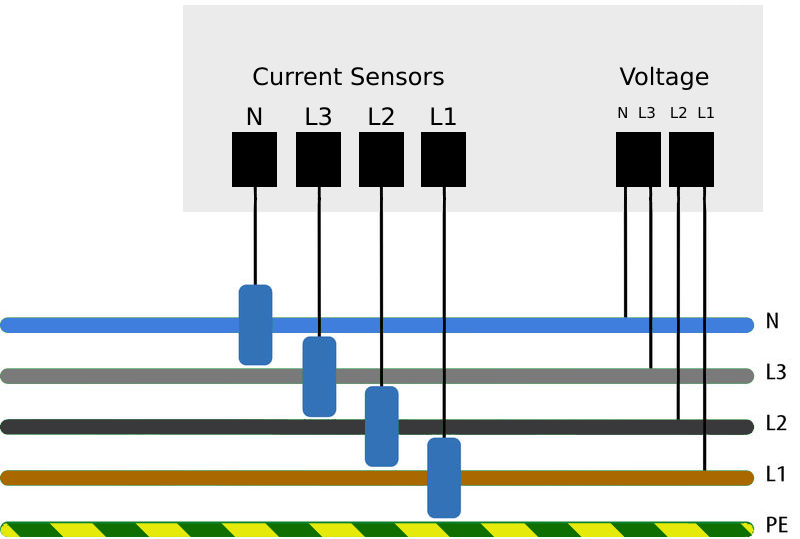 Current Sensors Voltage
N L3 L2 L1 N L3 L2 L1
N
L3
L2
L1
PE